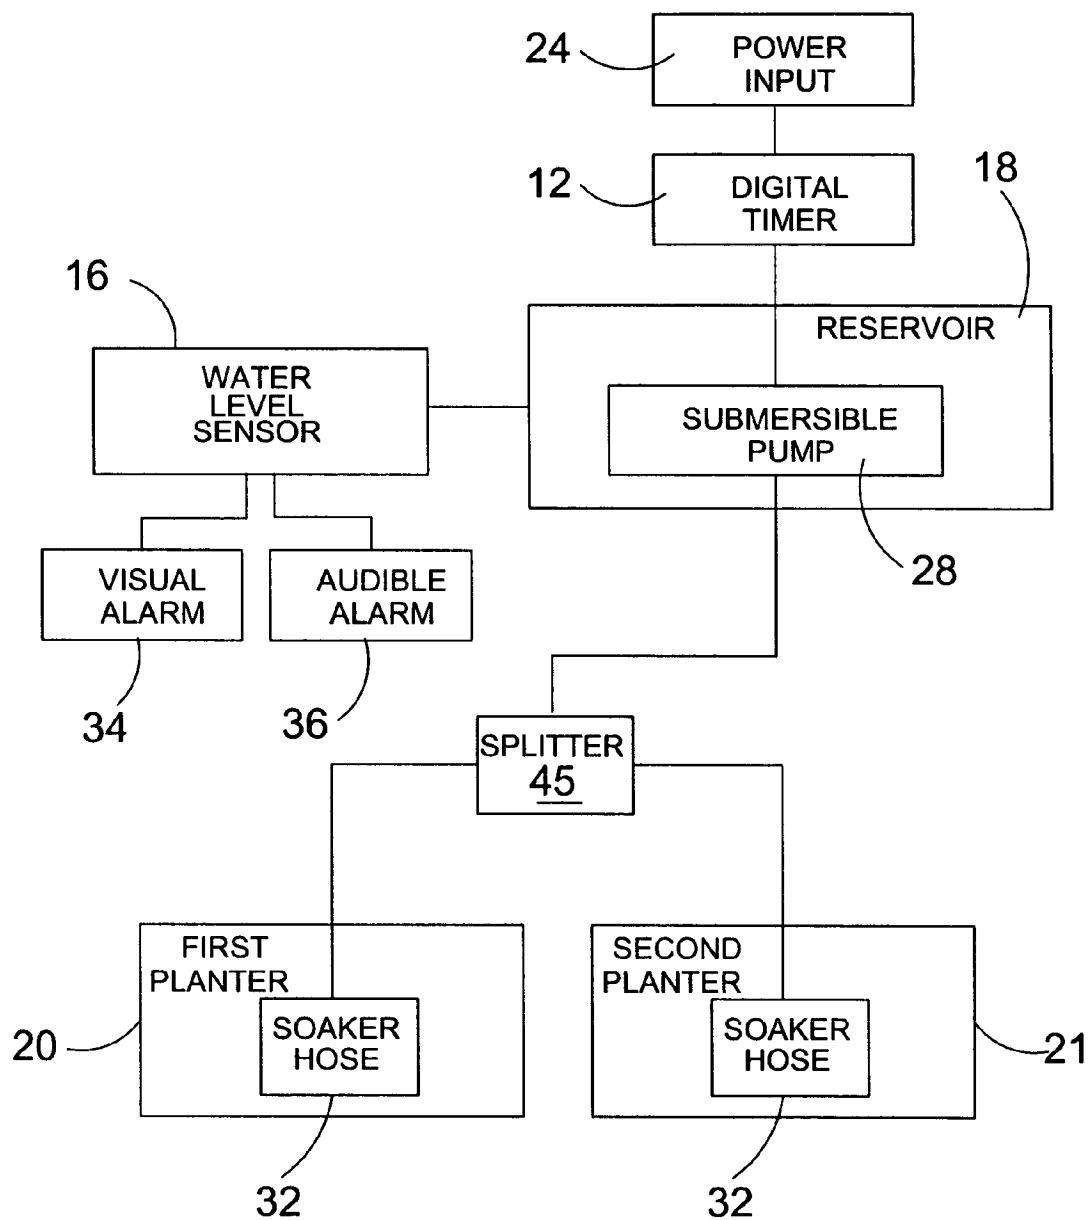 24
POWER
INPUT
12
DIGITAL
TIMER
18
16
RESERVOIR
WATER
LEVEL
SENSOR
SUBMERSIBLE
PUMP
28
VISUAL
ALARM
AUDIBLE
ALARM
34
36
SPLITTER
45
FIRST
PLANTER
SECOND
PLANTER
20
SOAKER
HOSE
SOAKER
HOSE
21
32
32